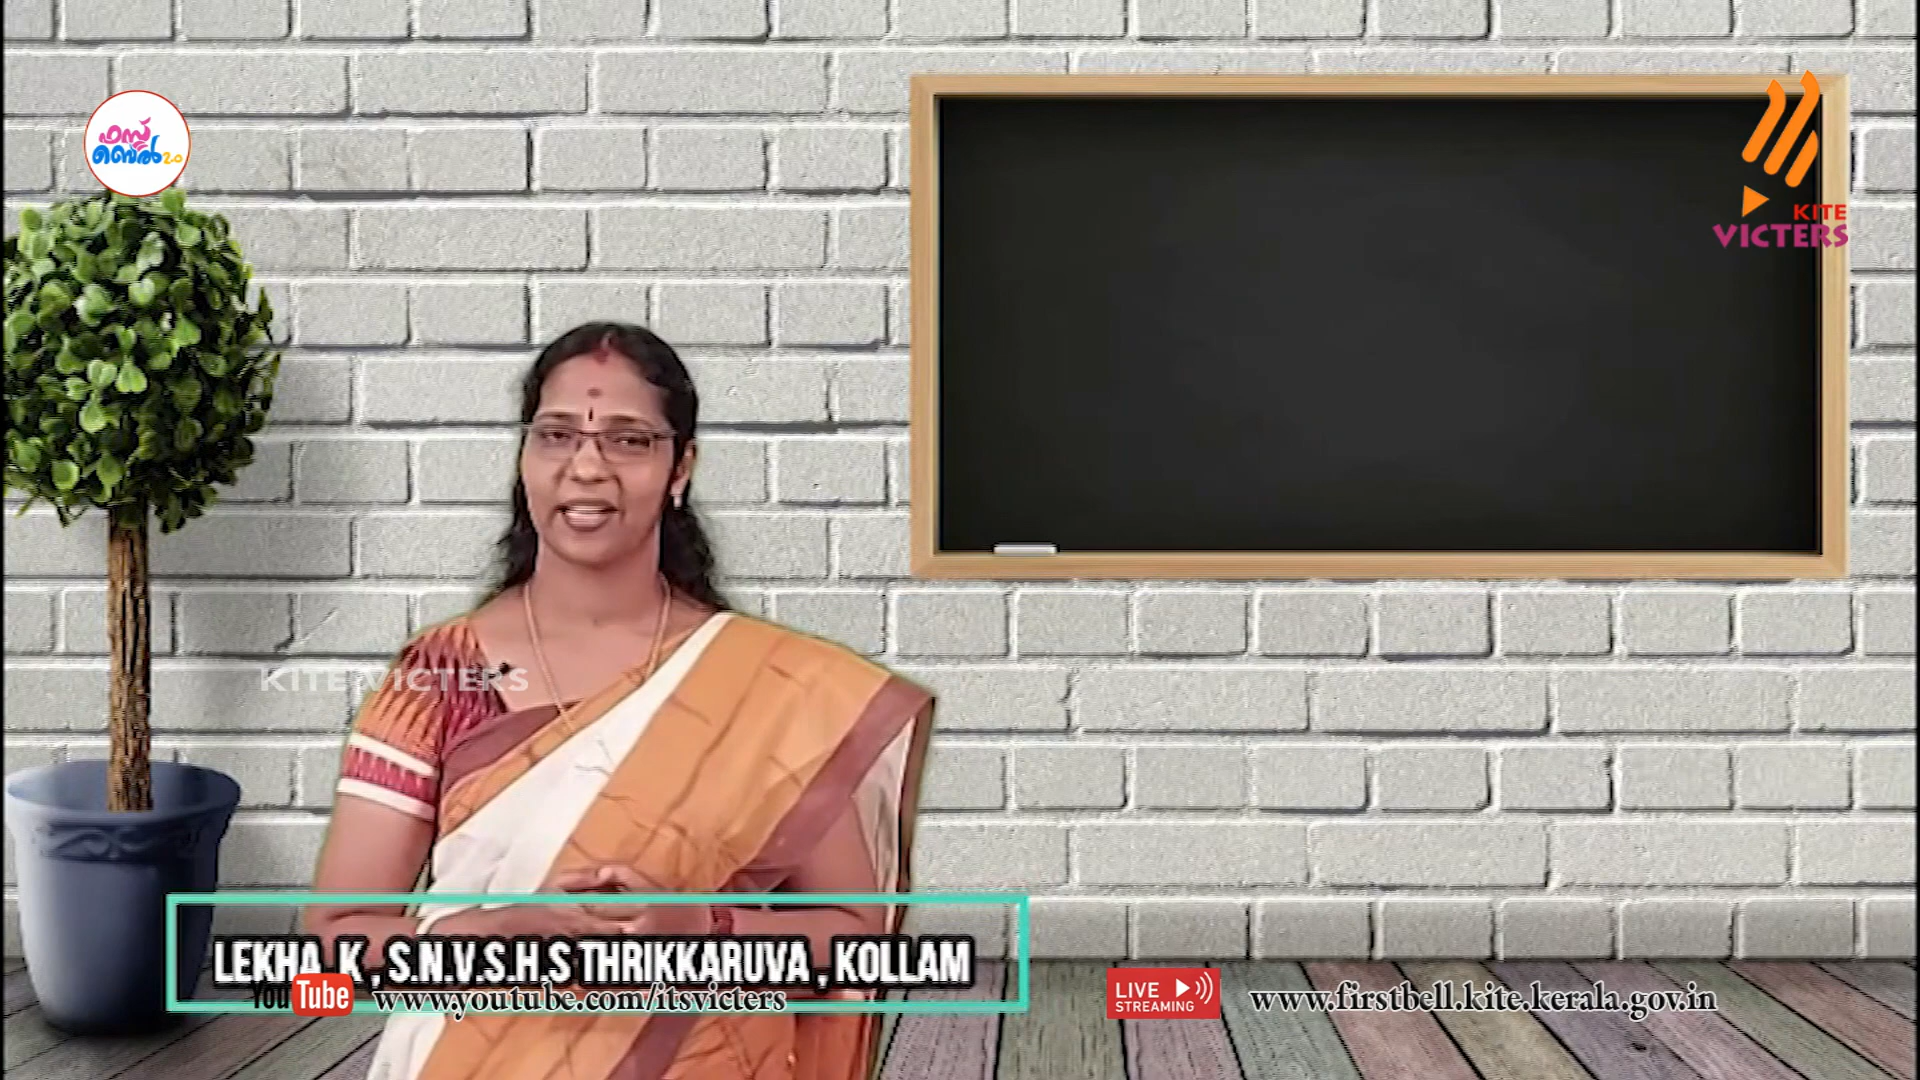 ഫസ്റ്റ്
ബെൽ 2.0
KITE
VICTERS
KITE VICTERS
LEKHA K , S.N.V.S.H.S THRIKKARUVA , KOLLAM
YouTube www.youtube.com/itsvicters
LIVE
STREAMING
www.firstbell.kite.kerala.gov.in